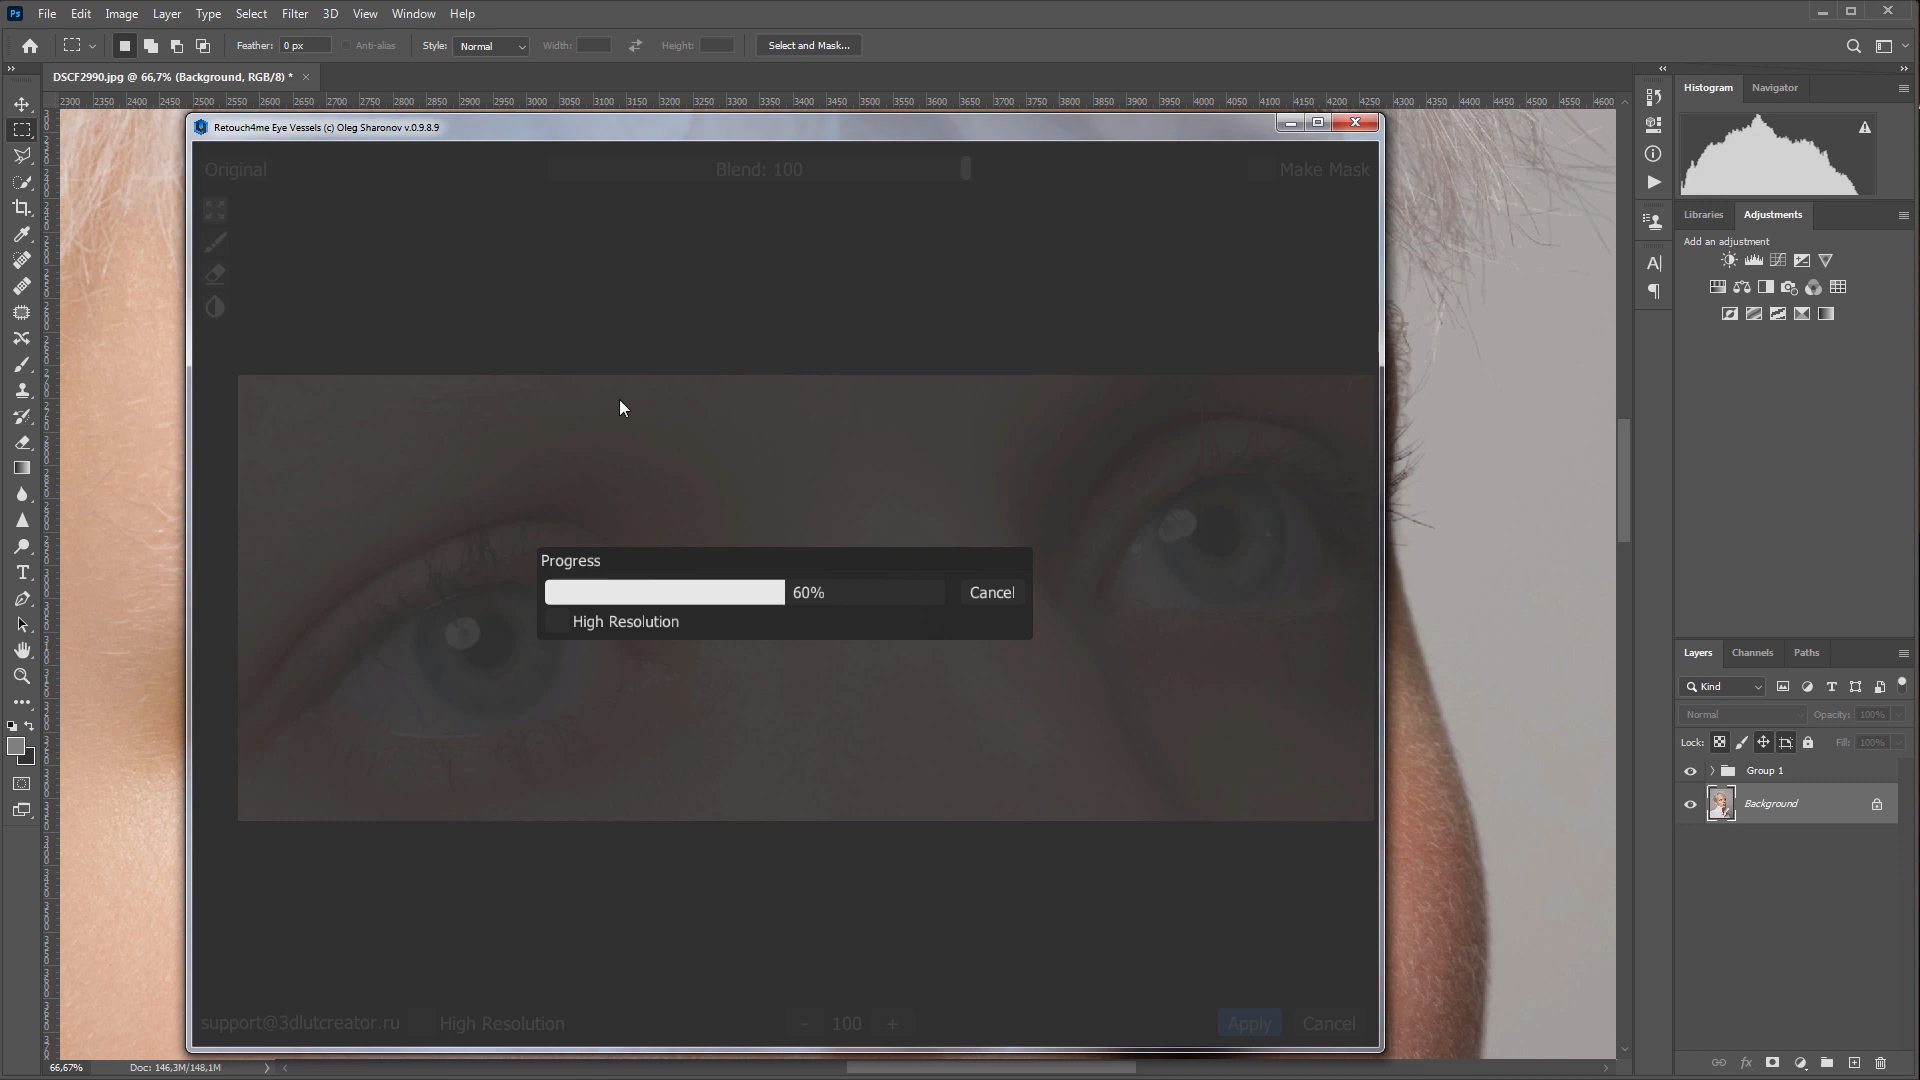 Ps File Edit Image Layer Type Select Filter 3D View Window Help
Feather: 0 px Anti-alias Style: Normal Width: Height: Select and Mask...
DSCF2990.jpg @ 66,7% (Background, RGB/8) *
2300 2350 2400 2450 2500 2550 2600 2650 2700 2750 2800 2850 2900 2950 3000 3050 3100 3150 3200 3250 3300 3350 3400 3450 3500 3550 3600 3650 3700 3750 3800 3850 3900 3950 4000 4050 4100 4150 4200 4250 4300 4350 4400 4450 4500 4550 4600
Histogram Navigator
Retouch4me Eye Vessels (c) Oleg Sharonov v.0.9.8.9
Original Blend: 100 Make Mask
Libraries Adjustments
Add an adjustment
Progress
60% Cancel
High Resolution
Layers Channels Paths
Kind
Normal Opacity: 100%
Lock: Fill: 100%
Group 1
Background
support@3dlutcreator.ru High Resolution - 100 + Apply Cancel
66,67% Doc: 146,3M/148,1M